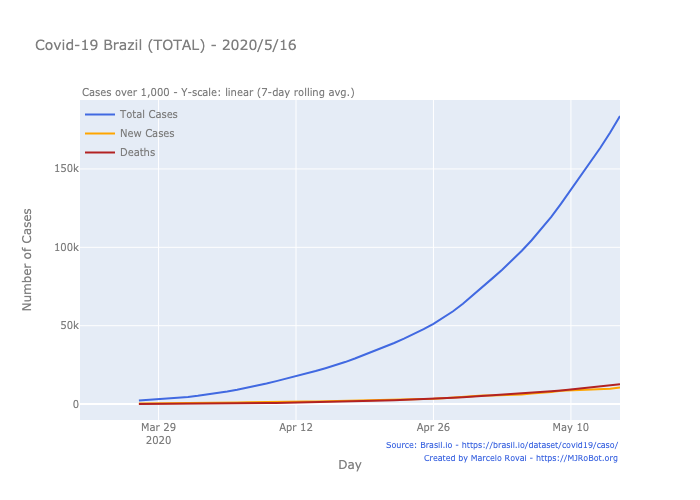 Covid-19 Brazil (TOTAL) - 2020/5/16
Cases over 1,000 - Y-scale: linear (7-day rolling avg.)
Total Cases
New Cases
Deaths
150k
100k
50k
0
Number of Cases
Mar 29
2020
Apr 12
Apr 26
May 10
Day
Source: Brasil.io - https://brasil.io/dataset/covid19/caso/
Created by Marcelo Rovai - https://MJRoBot.org